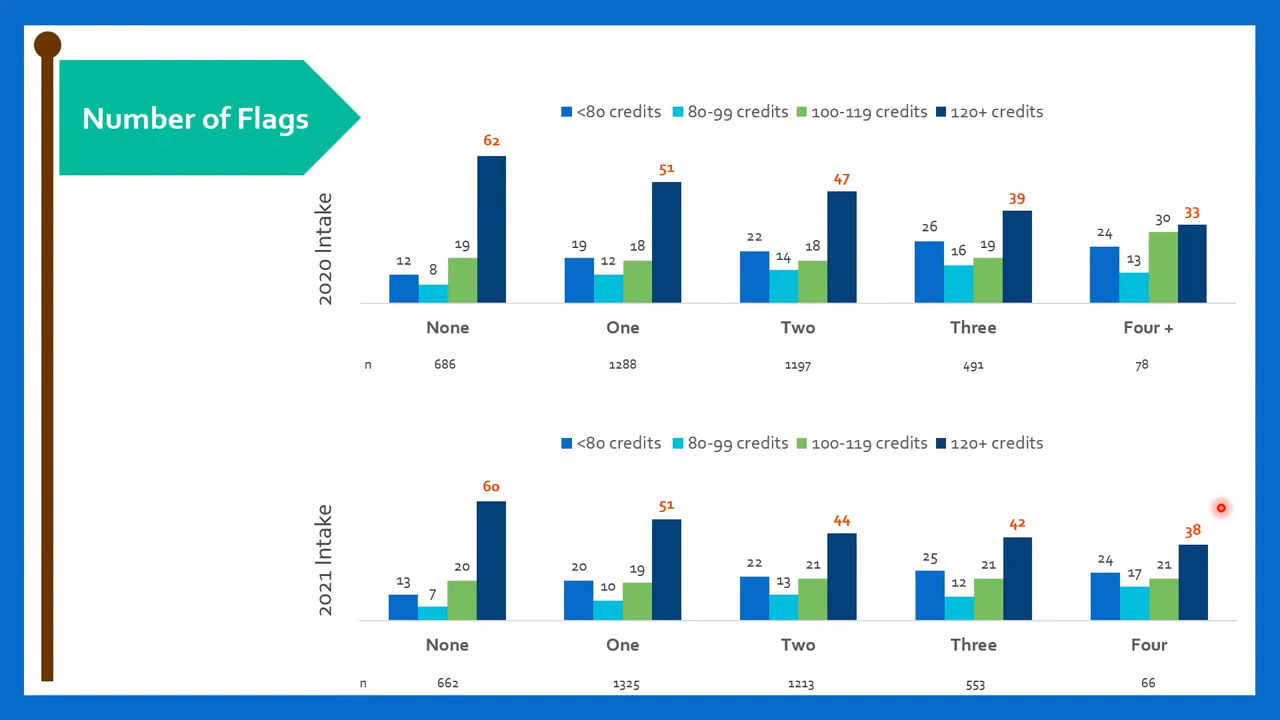 Number of Flags
<80 credits 80-99 credits 100-119 credits 120+ credits
2020 Intake
12 8 19 62
19 12 18 51
22 14 18 47
26 16 19 39
24 13 30 33
None One Two Three Four +
n 686 1288 1197 491 78
<80 credits 80-99 credits 100-119 credits 120+ credits
2021 Intake
13 7 20 60
20 10 19 51
22 13 21 44
25 12 21 42
24 17 21 38
None One Two Three Four
n 662 1325 1213 553 66